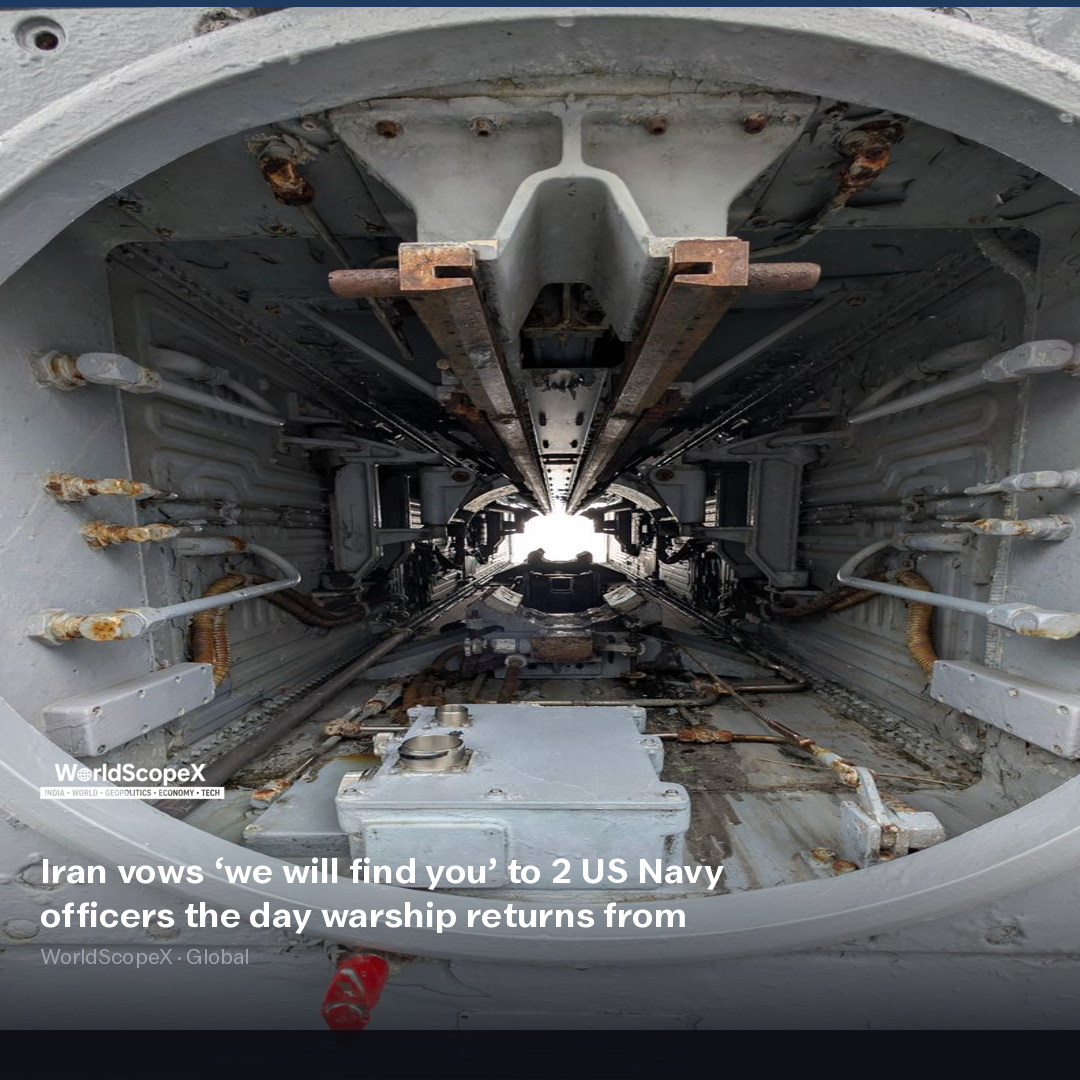 WorldScopeX
INDIA • WORLD • GEOPOLITICS • ECONOMY • TECH
Iran vows ‘we will find you’ to 2 US Navy
officers the day warship returns from
WorldScopeX · Global